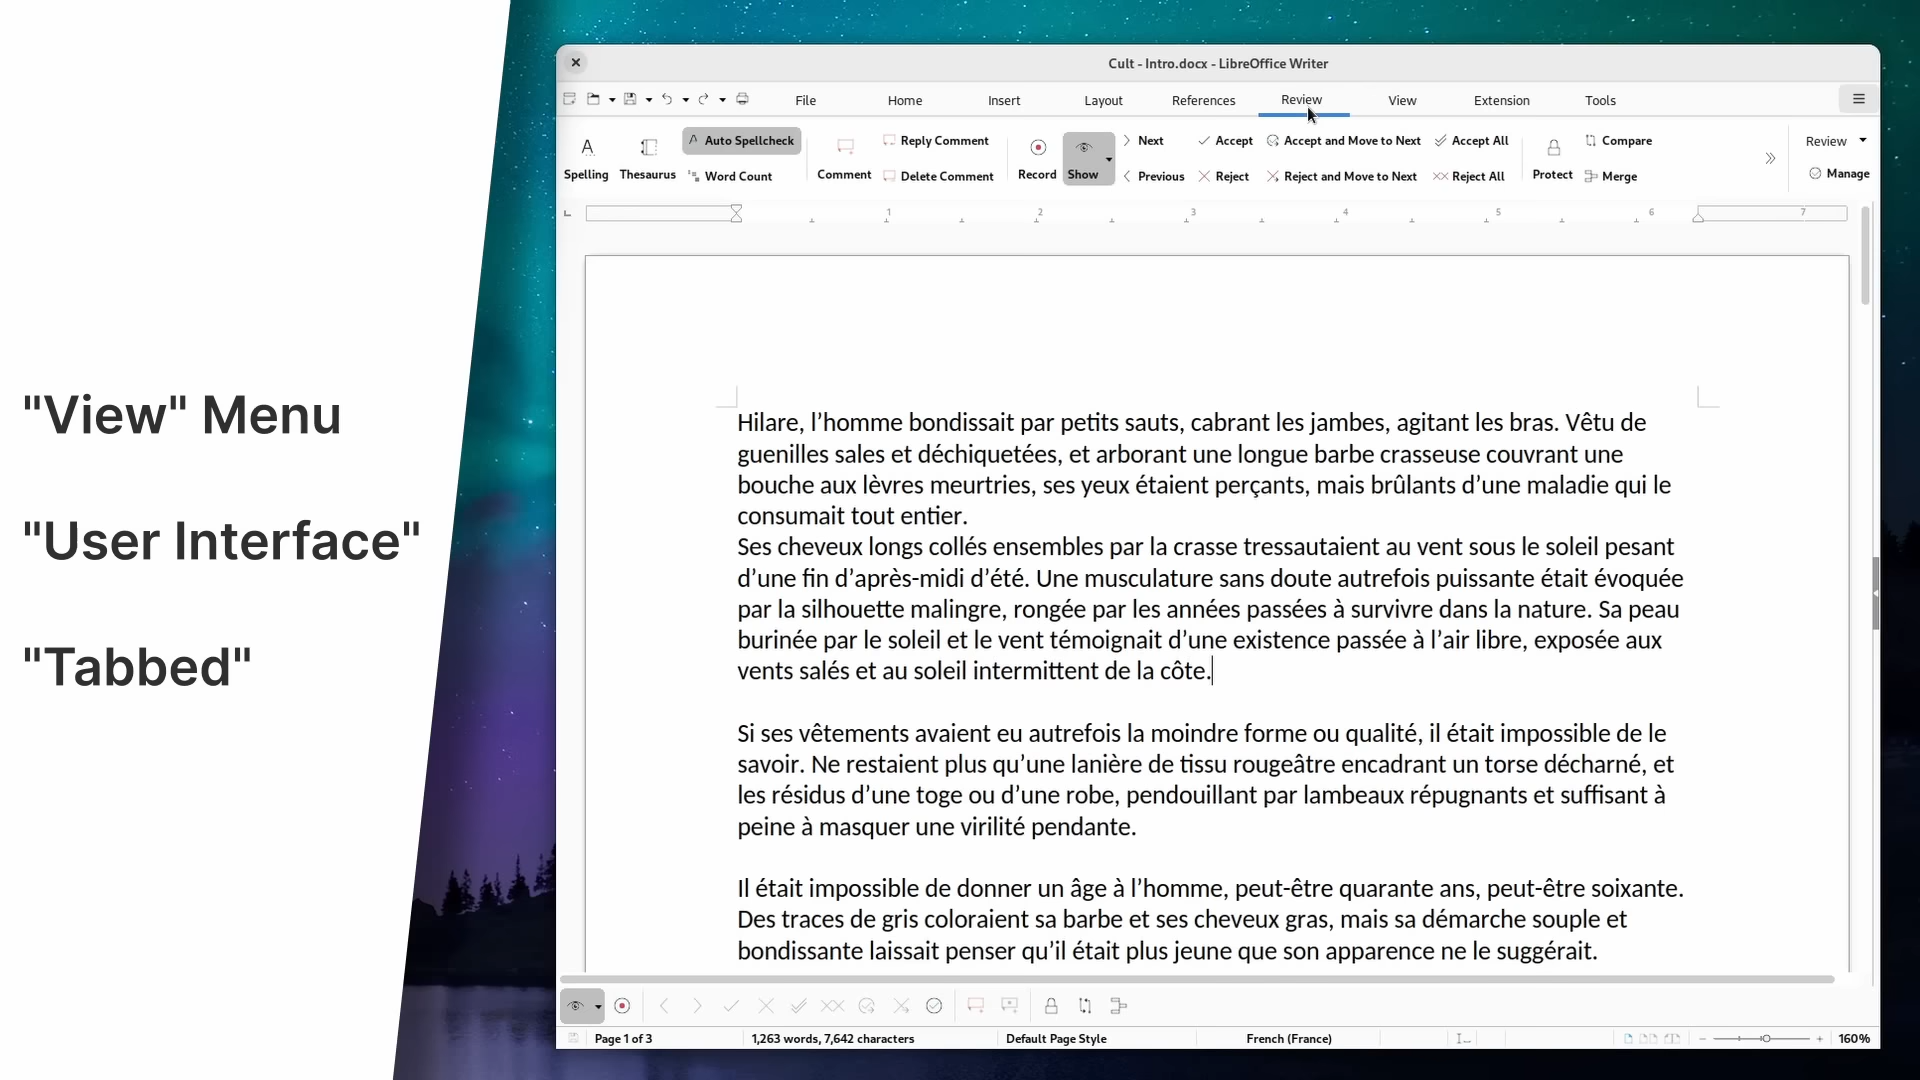 "View" Menu
"User Interface"
"Tabbed"
Cult - Intro.docx - LibreOffice Writer
File Home Insert Layout References Review View Extension Tools
Spelling Thesaurus Auto Spellcheck Word Count
Comment Reply Comment Delete Comment
Record Show Next Previous Accept Reject Accept and Move to Next Reject and Move to Next Accept All Reject All
Protect Compare Merge
Review
Manage
1 2 3 4 5 6 7
Hilare, l’homme bondissait par petits sauts, cabrant les jambes, agitant les bras. Vêtu de
guenilles sales et déchiquetées, et arborant une longue barbe crasseuse couvrant une
bouche aux lèvres meurtries, ses yeux étaient perçants, mais brûlants d’une maladie qui le
consumait tout entier.
Ses cheveux longs collés ensembles par la crasse tressautaient au vent sous le soleil pesant
d’une fin d’après-midi d’été. Une musculature sans doute autrefois puissante était évoquée
par la silhouette malingre, rongée par les années passées à survivre dans la nature. Sa peau
burinée par le soleil et le vent témoignait d’une existence passée à l’air libre, exposée aux
vents salés et au soleil intermittent de la côte.
Si ses vêtements avaient eu autrefois la moindre forme ou qualité, il était impossible de le
savoir. Ne restaient plus qu’une lanière de tissu rougeâtre encadrant un torse décharné, et
les résidus d’une toge ou d’une robe, pendouillant par lambeaux répugnants et suffisant à
peine à masquer une virilité pendante.
Il était impossible de donner un âge à l’homme, peut-être quarante ans, peut-être soixante.
Des traces de gris coloraient sa barbe et ses cheveux gras, mais sa démarche souple et
bondissante laissait penser qu’il était plus jeune que son apparence ne le suggérait.
Page 1 of 3 1,263 words, 7,642 characters Default Page Style French (France) 160%